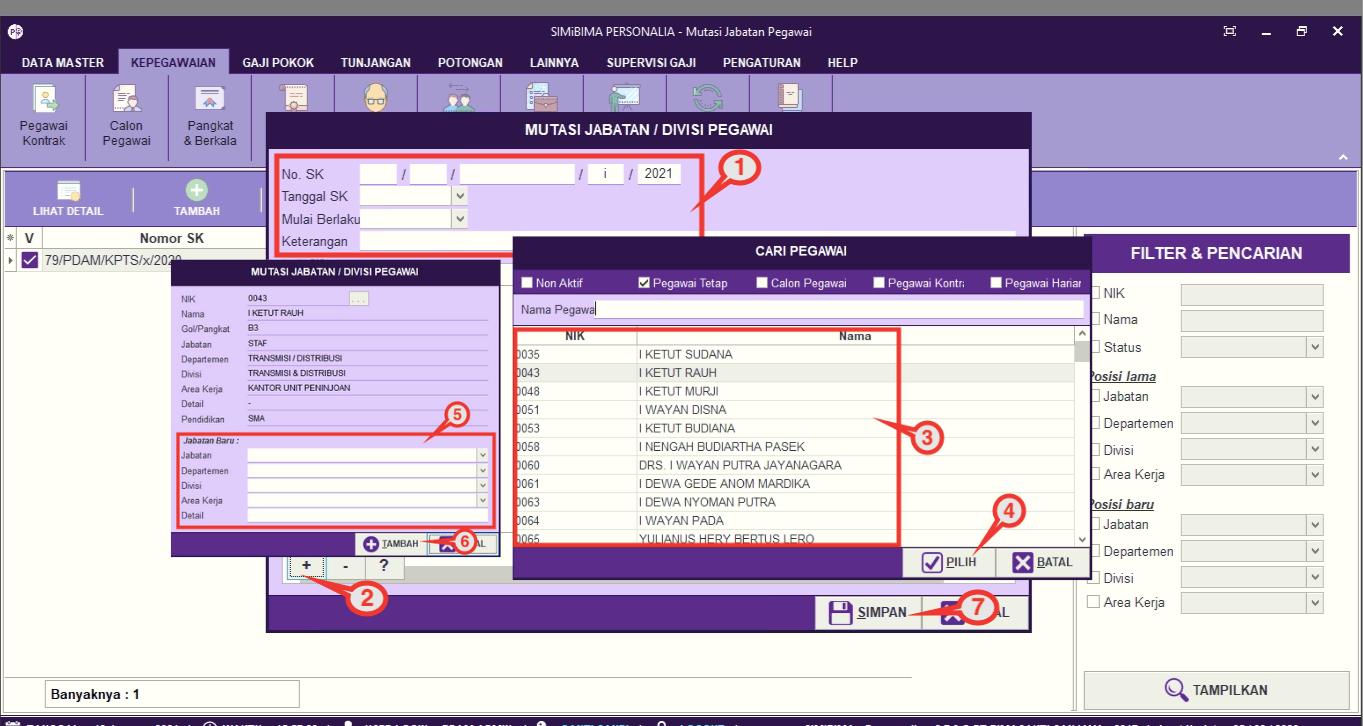 SIMiBIMA PERSONALIA - Mutasi Jabatan Pegawai
DATA MASTER KEPEGAWAIAN GAJI POKOK TUNJANGAN POTONGAN LAINNYA SUPERVISI GAJI PENGATURAN HELP
Pegawai Kontrak
Calon Pegawai
Pangkat & Berkala
LIHAT DETAIL
TAMBAH
V Nomor SK
79/PDAM/KPTS/x/2020
MUTASI JABATAN / DIVISI PEGAWAI
No. SK / / / i / 2021
Tanggal SK
Mulai Berlaku
Keterangan
1
MUTASI JABATAN / DIVISI PEGAWAI
NIK 0043 ...
Nama I KETUT RAUH
Gol/Pangkat B3
Jabatan STAF
Departemen TRANSMISI / DISTRIBUSI
Divisi TRANSMISI & DISTRIBUSI
Area Kerja KANTOR UNIT PENINJOAN
Detail -
Pendidikan SMA
5
Jabatan Baru :
Jabatan
Departemen
Divisi
Area Kerja
Detail
TAMBAH
6
+ - ?
2
CARI PEGAWAI
Non Aktif Pegawai Tetap Calon Pegawai Pegawai Kontra Pegawai Harian
Nama Pegawa
NIK Nama
0035 I KETUT SUDANA
0043 I KETUT RAUH
0048 I KETUT MURJI
0051 I WAYAN DISNA
0053 I KETUT BUDIANA
0058 I NENGAH BUDIARTHA PASEK
0060 DRS. I WAYAN PUTRA JAYANAGARA
0061 I DEWA GEDE ANOM MARDIKA
0063 I DEWA NYOMAN PUTRA
0064 I WAYAN PADA
0065 YULIANUS HERY BERTUS LERO
3
4
PILIH BATAL
SIMPAN
7
FILTER & PENCARIAN
NIK
Nama
Status
Posisi lama
Jabatan
Departemen
Divisi
Area Kerja
Posisi baru
Jabatan
Departemen
Divisi
Area Kerja
TAMPILKAN
Banyaknya : 1